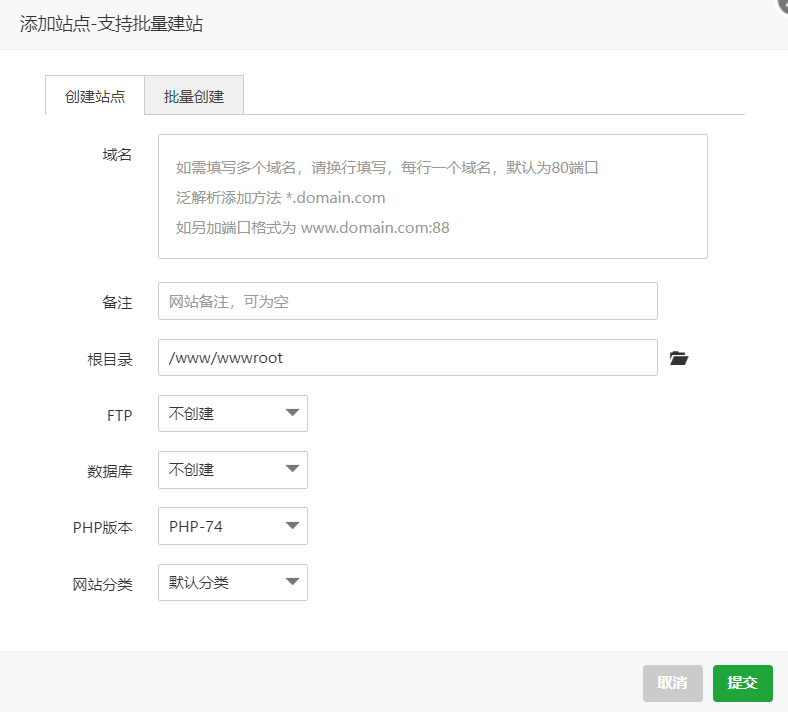 添加站点-支持批量建站
创建站点
批量创建
域名
如需填写多个域名，请换行填写，每行一个域名，默认为80端口
泛解析添加方法 *.domain.com
如另加端口格式为 www.domain.com:88
备注
网站备注，可为空
根目录
/www/wwwroot
FTP
不创建
数据库
不创建
PHP版本
PHP-74
网站分类
默认分类
取消
提交